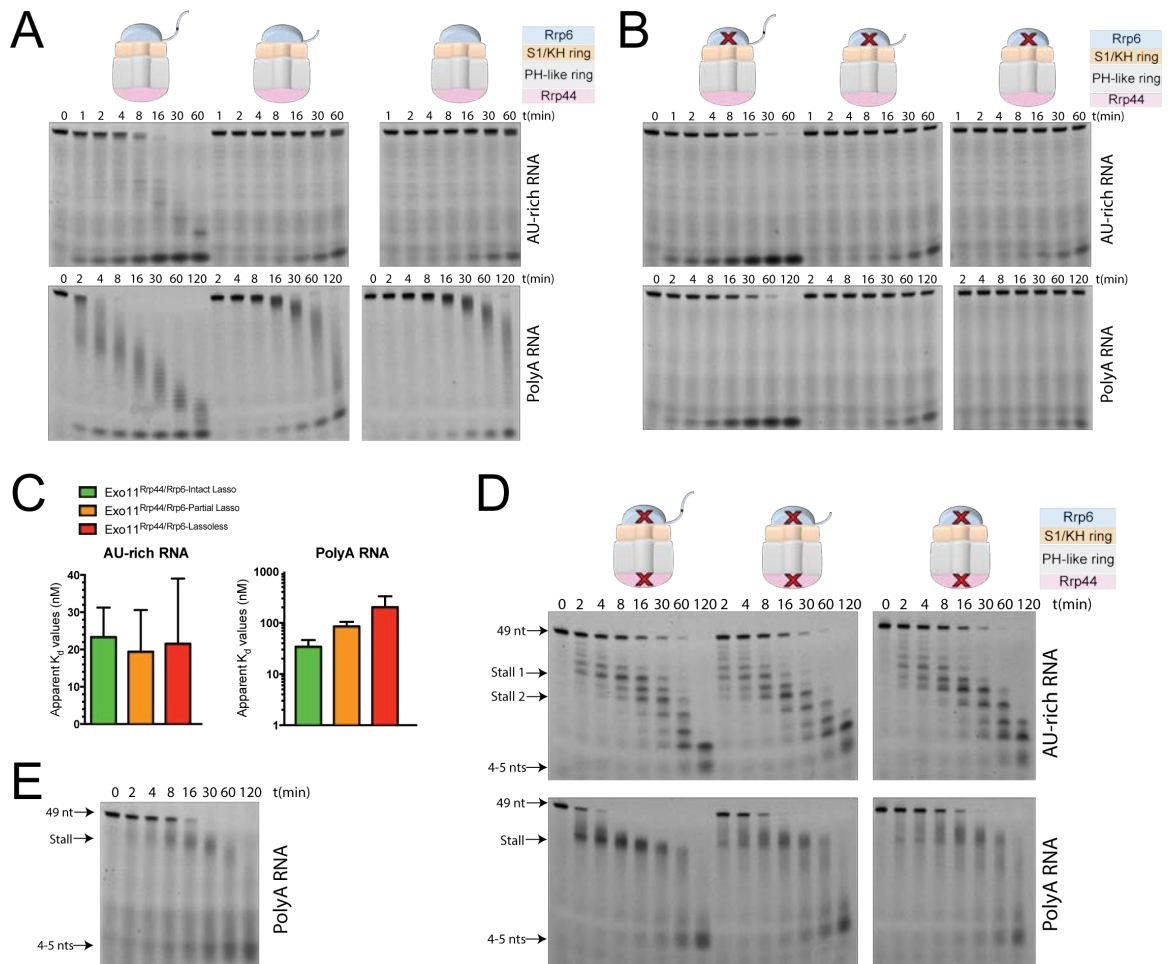 A
Rrp6
S1/KH ring
PH-like ring
Rrp44
0 1 2 4 8 16 30 60 1 2 4 8 16 30 60 1 2 4 8 16 30 60 t(min)
AU-rich RNA
0 2 4 8 16 30 60 120 2 4 8 16 30 60 120 0 2 4 8 16 30 60 120 t(min)
PolyA RNA
B
Rrp6
S1/KH ring
PH-like ring
Rrp44
0 1 2 4 8 16 30 60 1 2 4 8 16 30 60 1 2 4 8 16 30 60 t(min)
AU-rich RNA
0 2 4 8 16 30 60 120 2 4 8 16 30 60 120 2 4 8 16 30 60 120 t(min)
PolyA RNA
C
Exo11Rrp44/Rrp6-Intact Lasso
Exo11Rrp44/Rrp6-Partial Lasso
Exo11Rrp44/Rrp6-Lassoless
AU-rich RNA
Apparent Kd values (nM)
40
30
20
10
0
PolyA RNA
Apparent Kd values (nM)
1000
100
10
1
D
Rrp6
S1/KH ring
PH-like ring
Rrp44
0 2 4 8 16 30 60 120 2 4 8 16 30 60 120 0 2 4 8 16 30 60 120 t(min)
49 nt
Stall 1
Stall 2
4-5 nts
AU-rich RNA
49 nt
Stall
4-5 nts
PolyA RNA
E
0 2 4 8 16 30 60 120 t(min)
49 nt
Stall
4-5 nts
PolyA RNA